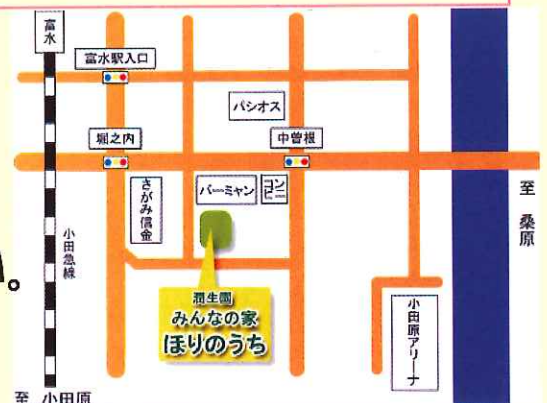 富水
富水駅入口
パシオス
堀之内
中曽根
さがみ信金
バーミヤン
コンビニ
至 桑原
小田急線
潤生園
みんなの家
ほりのうち
小田原アリーナ
至 小田原
。